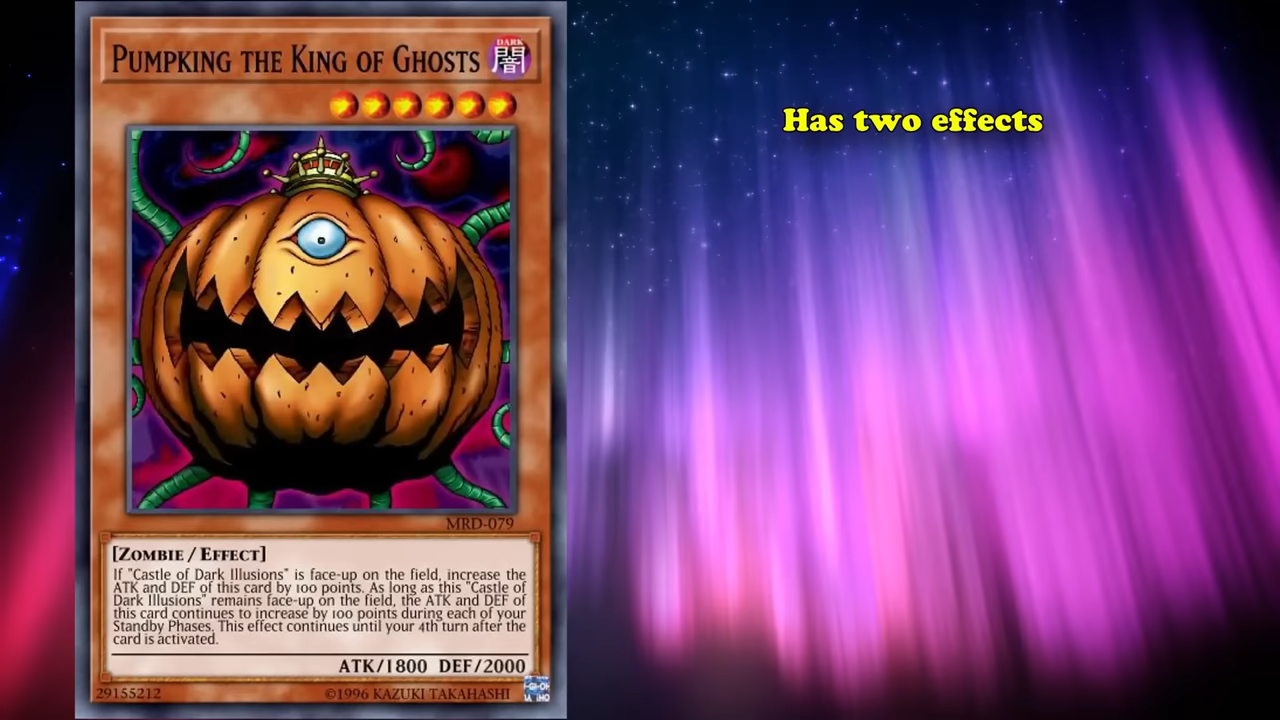 PUMPKING THE KING OF GHOSTS
DARK
闇
Has two effects
MRD-079
[ZOMBIE / EFFECT]
If "Castle of Dark Illusions" is face-up on the field, increase the
ATK and DEF of this card by 100 points. As long as this "Castle of
Dark Illusions" remains face-up on the field, the ATK and DEF of
this card continues to increase by 100 points during each of your
Standby Phases. This effect continues until your 4th turn after the
card is activated.
ATK/1800 DEF/2000
29155212
©1996 KAZUKI TAKAHASHI